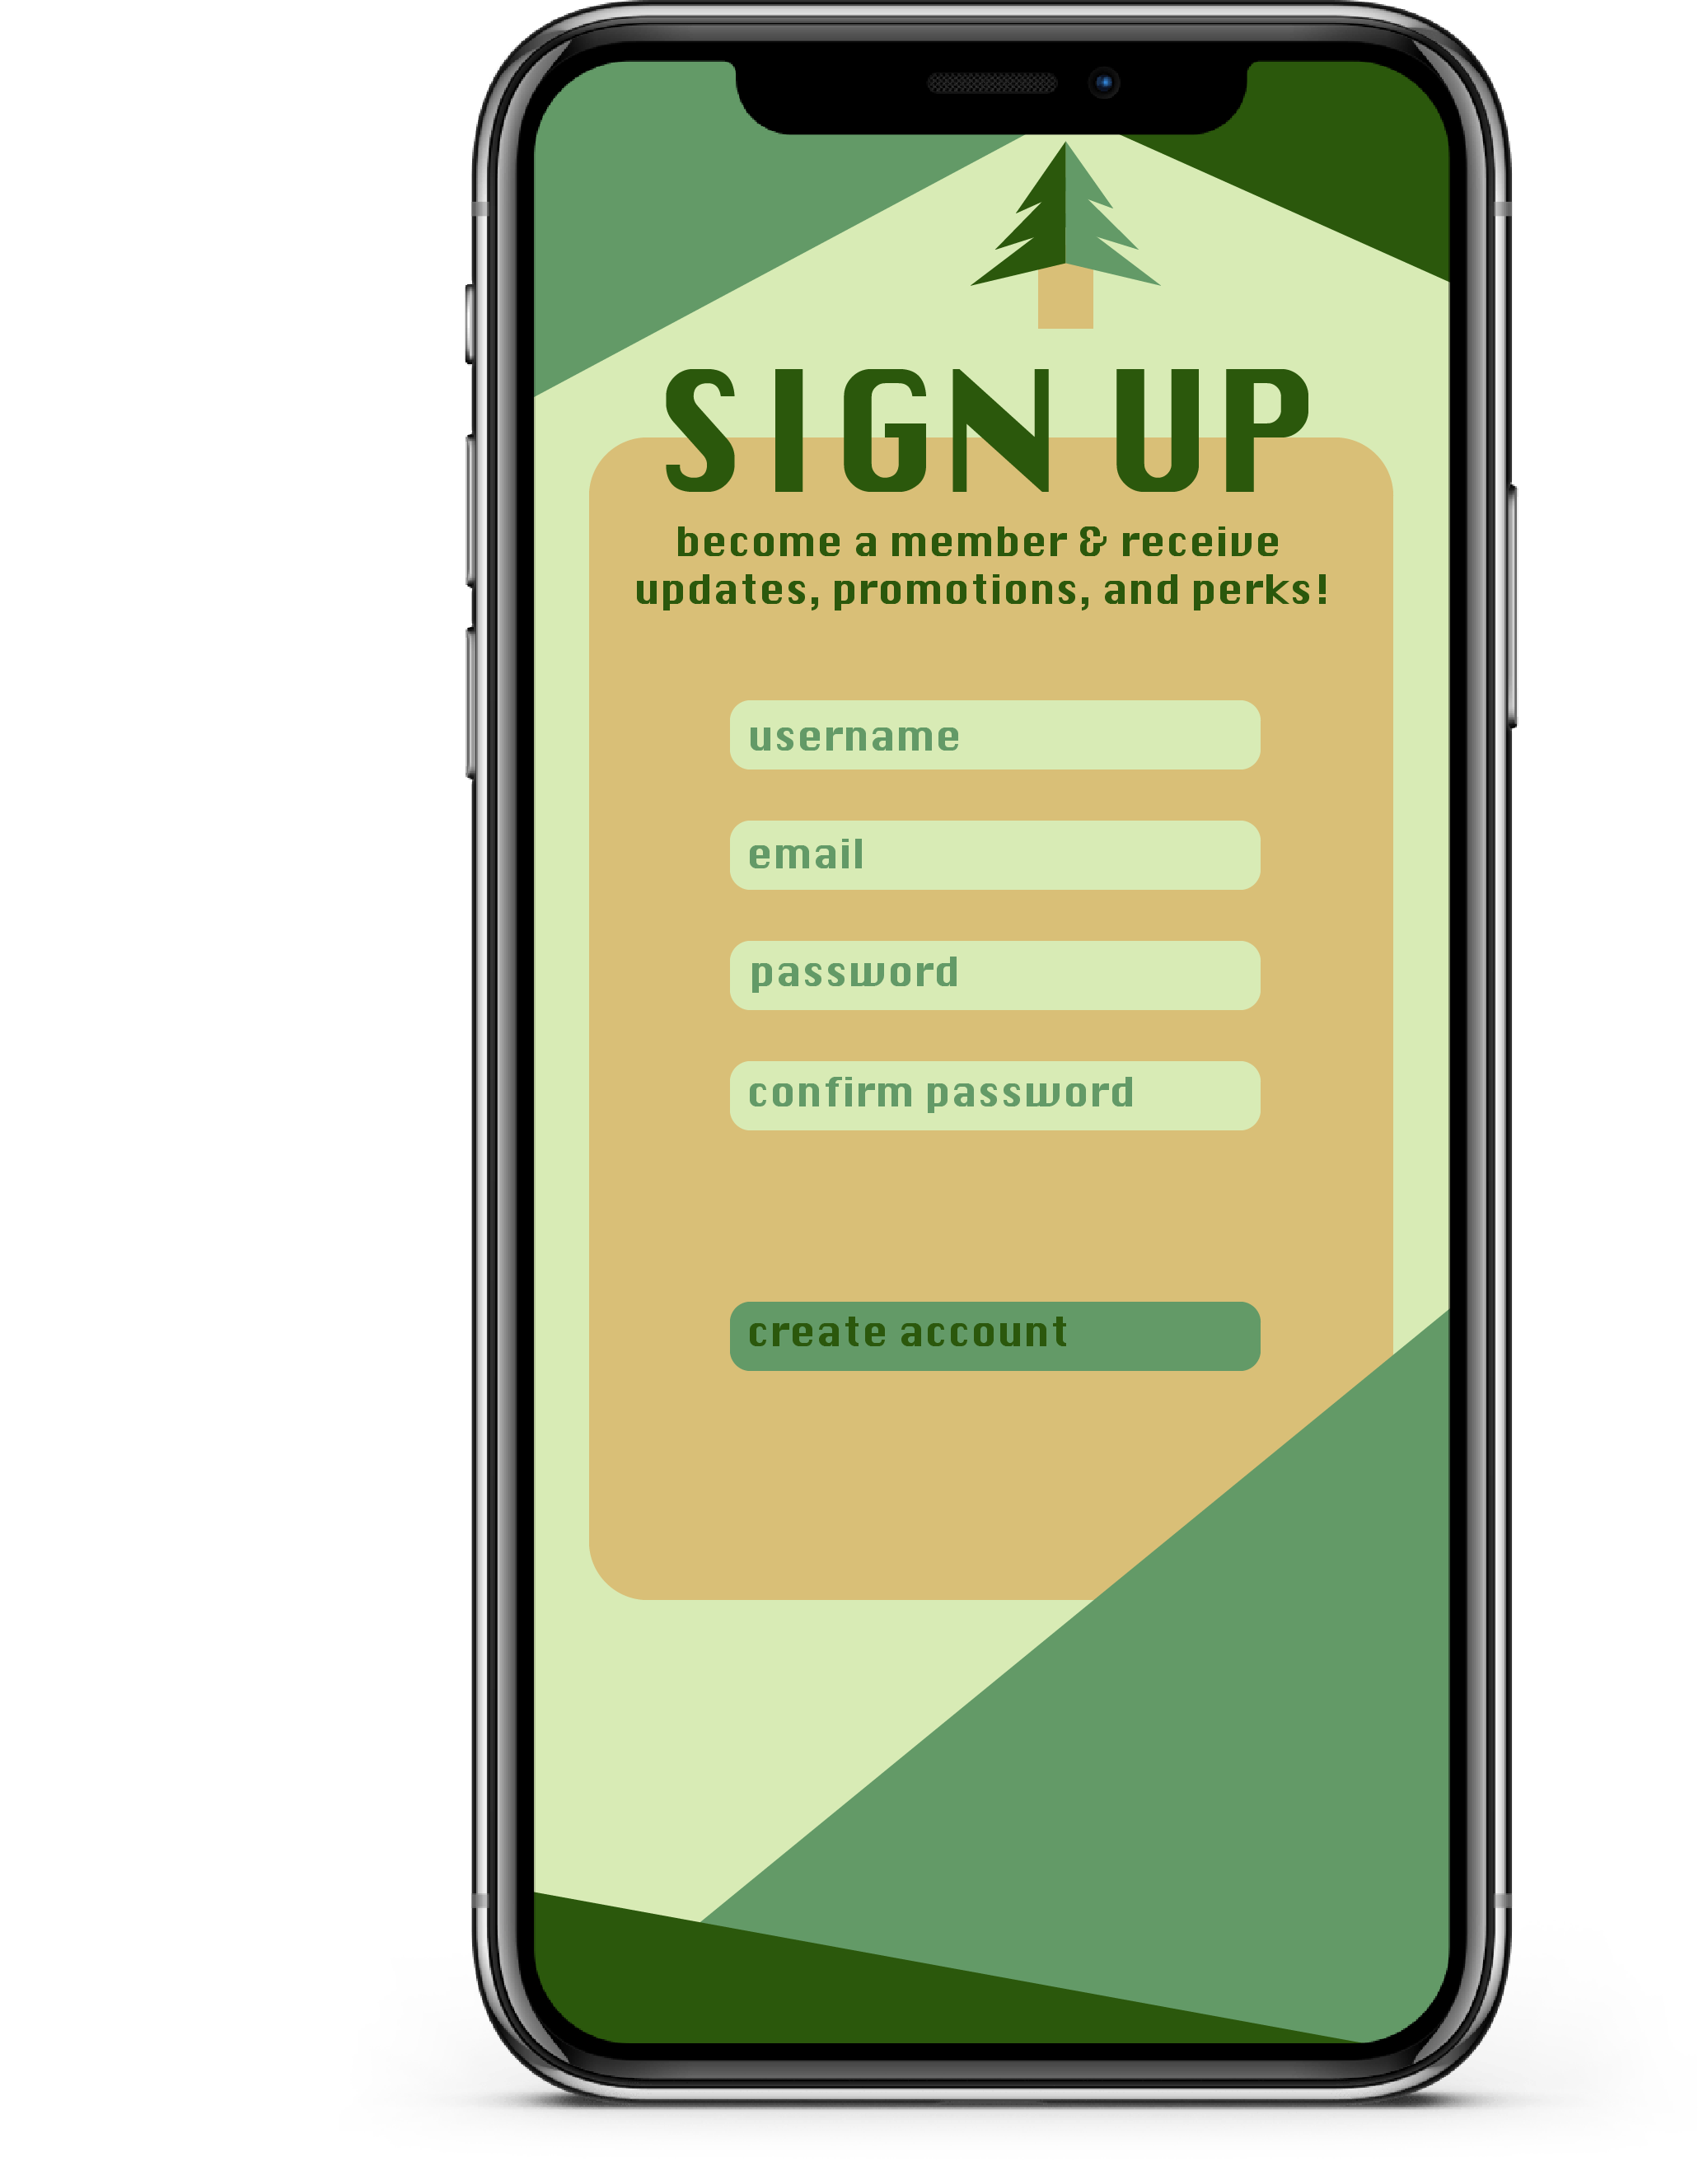 SIGN UP
become a member & receive
updates, promotions, and perks!
username
email
password
confirm password
create account